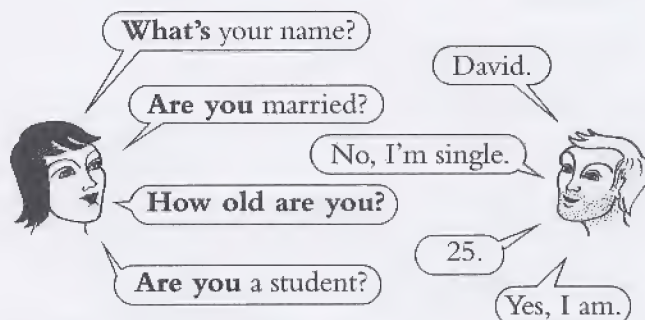 What's your name?
David.
Are you married?
No, I'm single.
How old are you?
25.
Are you a student?
Yes, I am.